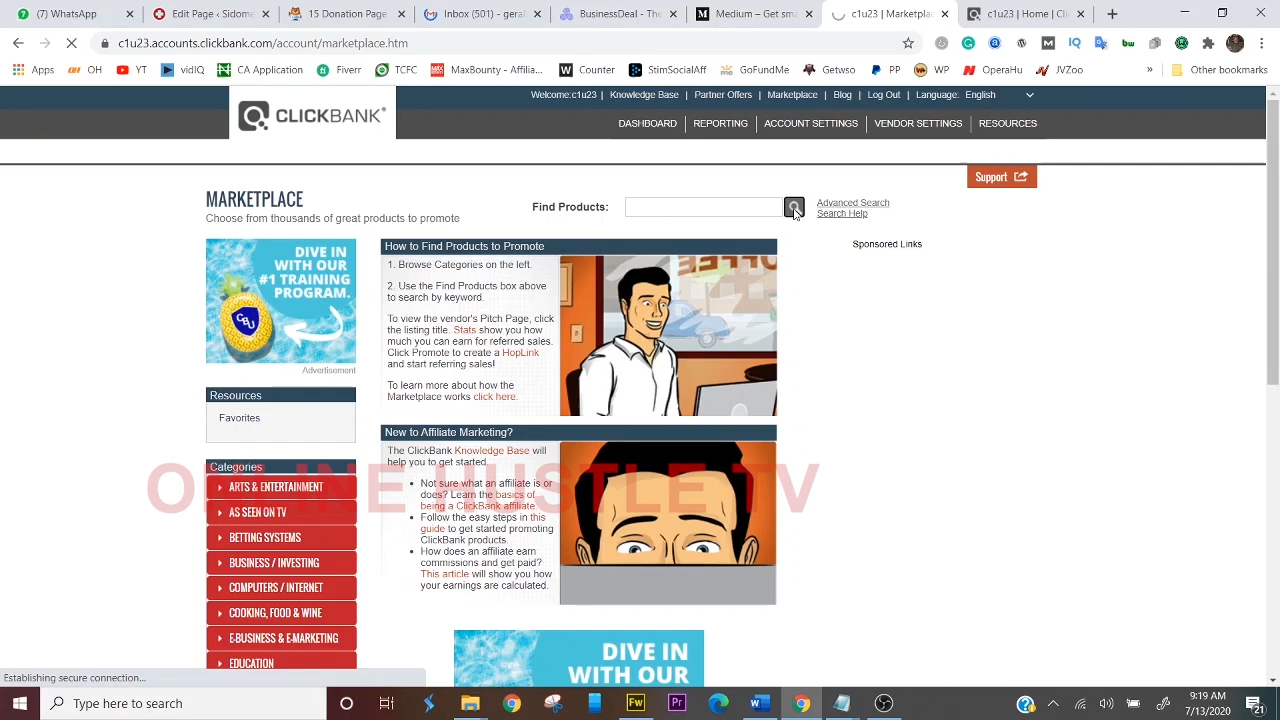 (7) WhatsApp
Edit "How t
Clickbank Pro
Inbox (501) - o
BusinessDeal - The
Medium – Get sm
c1u23 | Marketplac
c1u23 | Home | Cli
c1u23.accounts.clickbank.com/account/marketplace.htm
Apps
OH
YT
vidIQ
CA Application
Fiverr
TCFC
MaxBounty - Affilia
Counter
StimSocialAff
GoFundMe
Getwso
PP
WP
OperaHu
JVZoo
Other bookmarks
Welcome:c1u23 | Knowledge Base | Partner Offers | Marketplace | Blog | Log Out | Language: English
CLICKBANK®
DASHBOARD | REPORTING | ACCOUNT SETTINGS | VENDOR SETTINGS | RESOURCES
Support
MARKETPLACE
Choose from thousands of great products to promote
Find Products:
Advanced Search
Search Help
DIVE IN
WITH OUR
#1 TRAINING
PROGRAM.
CBU
Advertisement
Resources
Favorites
Categories
ARTS & ENTERTAINMENT
AS SEEN ON TV
BETTING SYSTEMS
BUSINESS / INVESTING
COMPUTERS / INTERNET
COOKING, FOOD & WINE
E-BUSINESS & E-MARKETING
EDUCATION
How to Find Products to Promote
1. Browse Categories on the left.
2. Use the Find Products box above
to search by keyword.
To view the vendor's Pitch Page, click
the listing title. Stats show you how
much you can earn for referred sales.
Click Promote to create a HopLink
and start referring sales!
To learn more about how the
Marketplace works click here.
COFFEE
New to Affiliate Marketing?
The ClickBank Knowledge Base will
help you to get started.
Not sure what an affiliate is or
does? Learn the basics of
being a ClickBank affiliate.
Follow the easy steps in this
guide to get started promoting
ClickBank products.
How does an affiliate earn
commissions and get paid?
This article will show you how
your earnings are calculated.
Sponsored Links
DIVE IN
WITH OUR
ONLINE HUSTLE TV
Establishing secure connection...
Type here to search
9:19 AM
7/13/2020
21